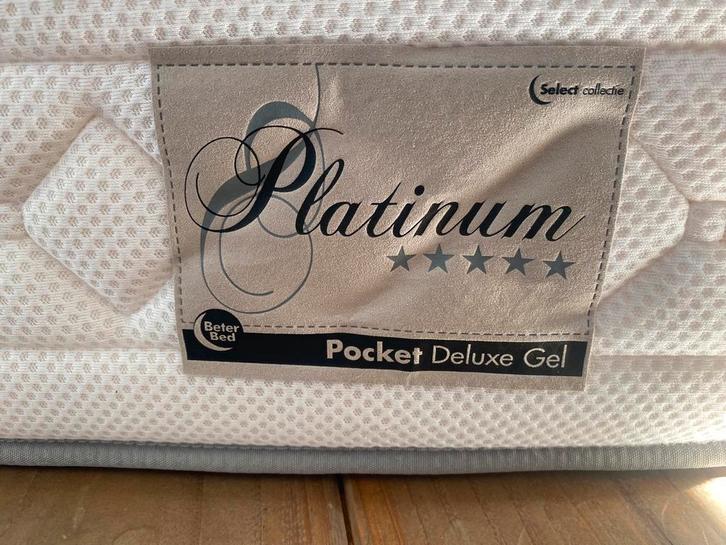 Select collectie
Platinum
Beter
Bed
Pocket Deluxe Gel